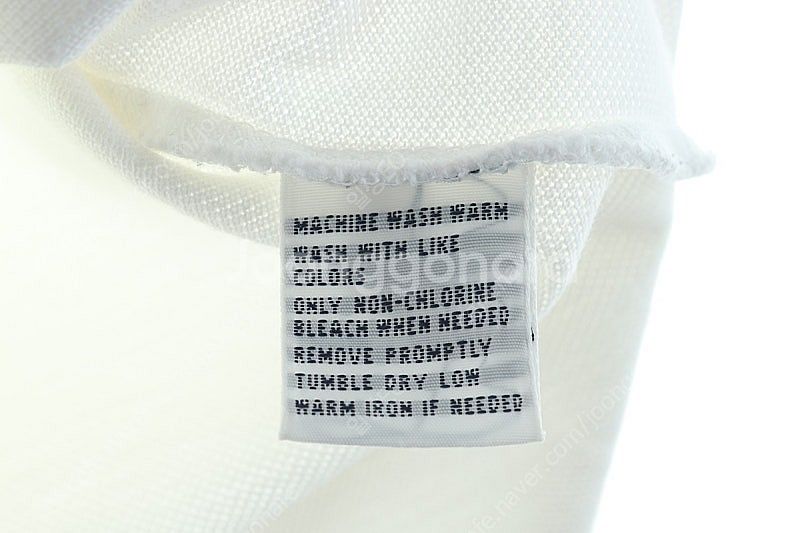 MACHINE WASH WARM
WASH WITH LIKE
COLORS
ONLY NON-CHLORINE
BLEACH WHEN NEEDED
REMOVE PROMPTLY
TUMBLE DRY LOW
WARM IRON IF NEEDED
Joonggonara